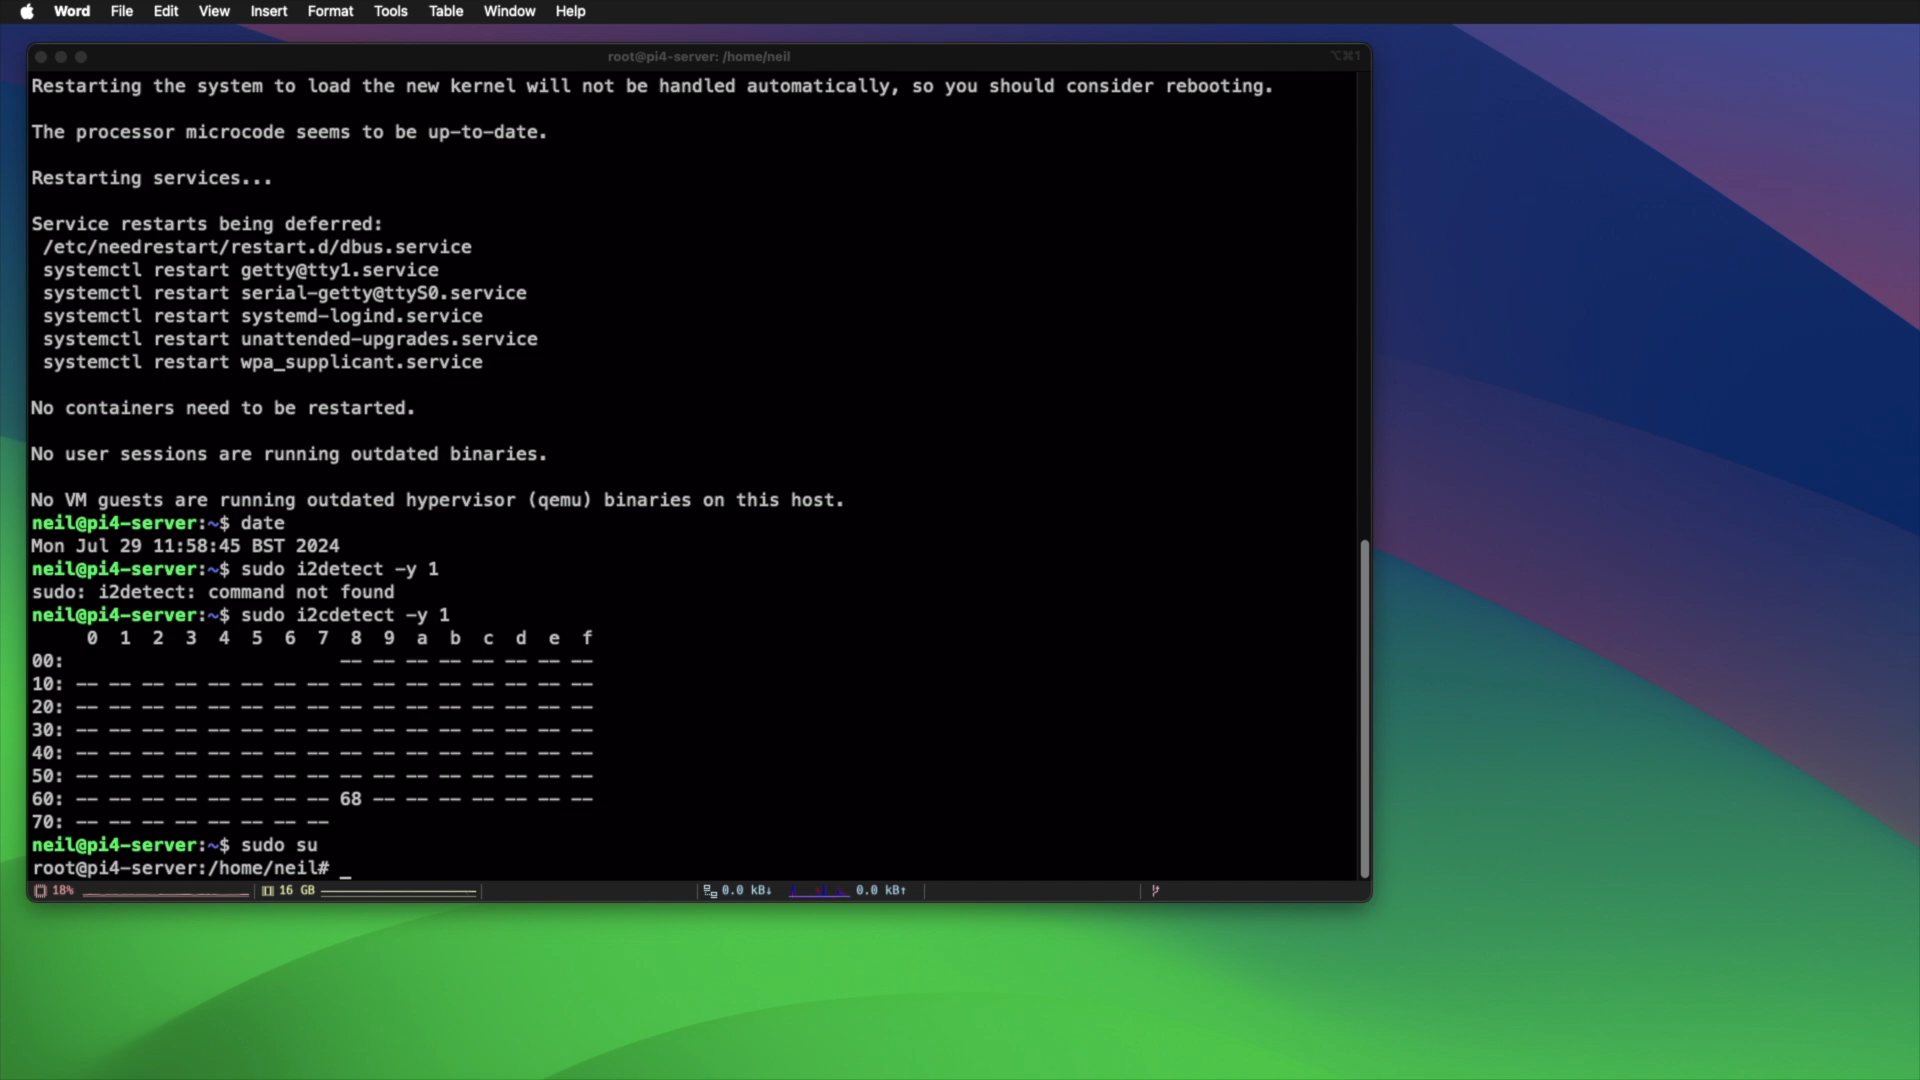 Word File Edit View Insert Format Tools Table Window Help
root@pi4-server: /home/neil ⌥⌘1
Restarting the system to load the new kernel will not be handled automatically, so you should consider rebooting.
The processor microcode seems to be up-to-date.
Restarting services...
Service restarts being deferred:
/etc/needrestart/restart.d/dbus.service
systemctl restart getty@tty1.service
systemctl restart serial-getty@ttyS0.service
systemctl restart systemd-logind.service
systemctl restart unattended-upgrades.service
systemctl restart wpa_supplicant.service
No containers need to be restarted.
No user sessions are running outdated binaries.
No VM guests are running outdated hypervisor (qemu) binaries on this host.
neil@pi4-server:~$ date
Mon Jul 29 11:58:45 BST 2024
neil@pi4-server:~$ sudo i2detect -y 1
sudo: i2detect: command not found
neil@pi4-server:~$ sudo i2cdetect -y 1
0 1 2 3 4 5 6 7 8 9 a b c d e f
00: -- -- -- -- -- -- -- --
10: -- -- -- -- -- -- -- -- -- -- -- -- -- -- -- --
20: -- -- -- -- -- -- -- -- -- -- -- -- -- -- -- --
30: -- -- -- -- -- -- -- -- -- -- -- -- -- -- -- --
40: -- -- -- -- -- -- -- -- -- -- -- -- -- -- -- --
50: -- -- -- -- -- -- -- -- -- -- -- -- -- -- -- --
60: -- -- -- -- -- -- -- -- 68 -- -- -- -- -- -- --
70: -- -- -- -- -- -- -- --
neil@pi4-server:~$ sudo su
root@pi4-server:/home/neil# _
18% 16 GB 0.0 kB↓ 0.0 kB↑